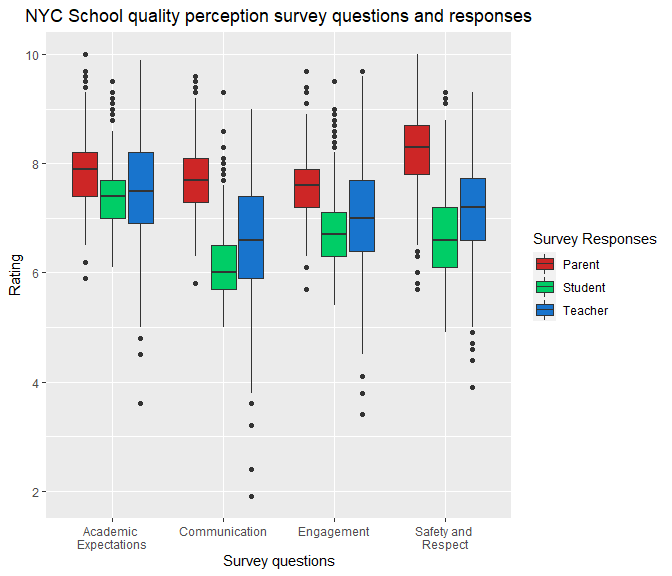 NYC School quality perception survey questions and responses
10
8
6
4
2
Rating
Academic
Expectations
Communication
Engagement
Safety and
Respect
Survey questions
Survey Responses
Parent
Student
Teacher